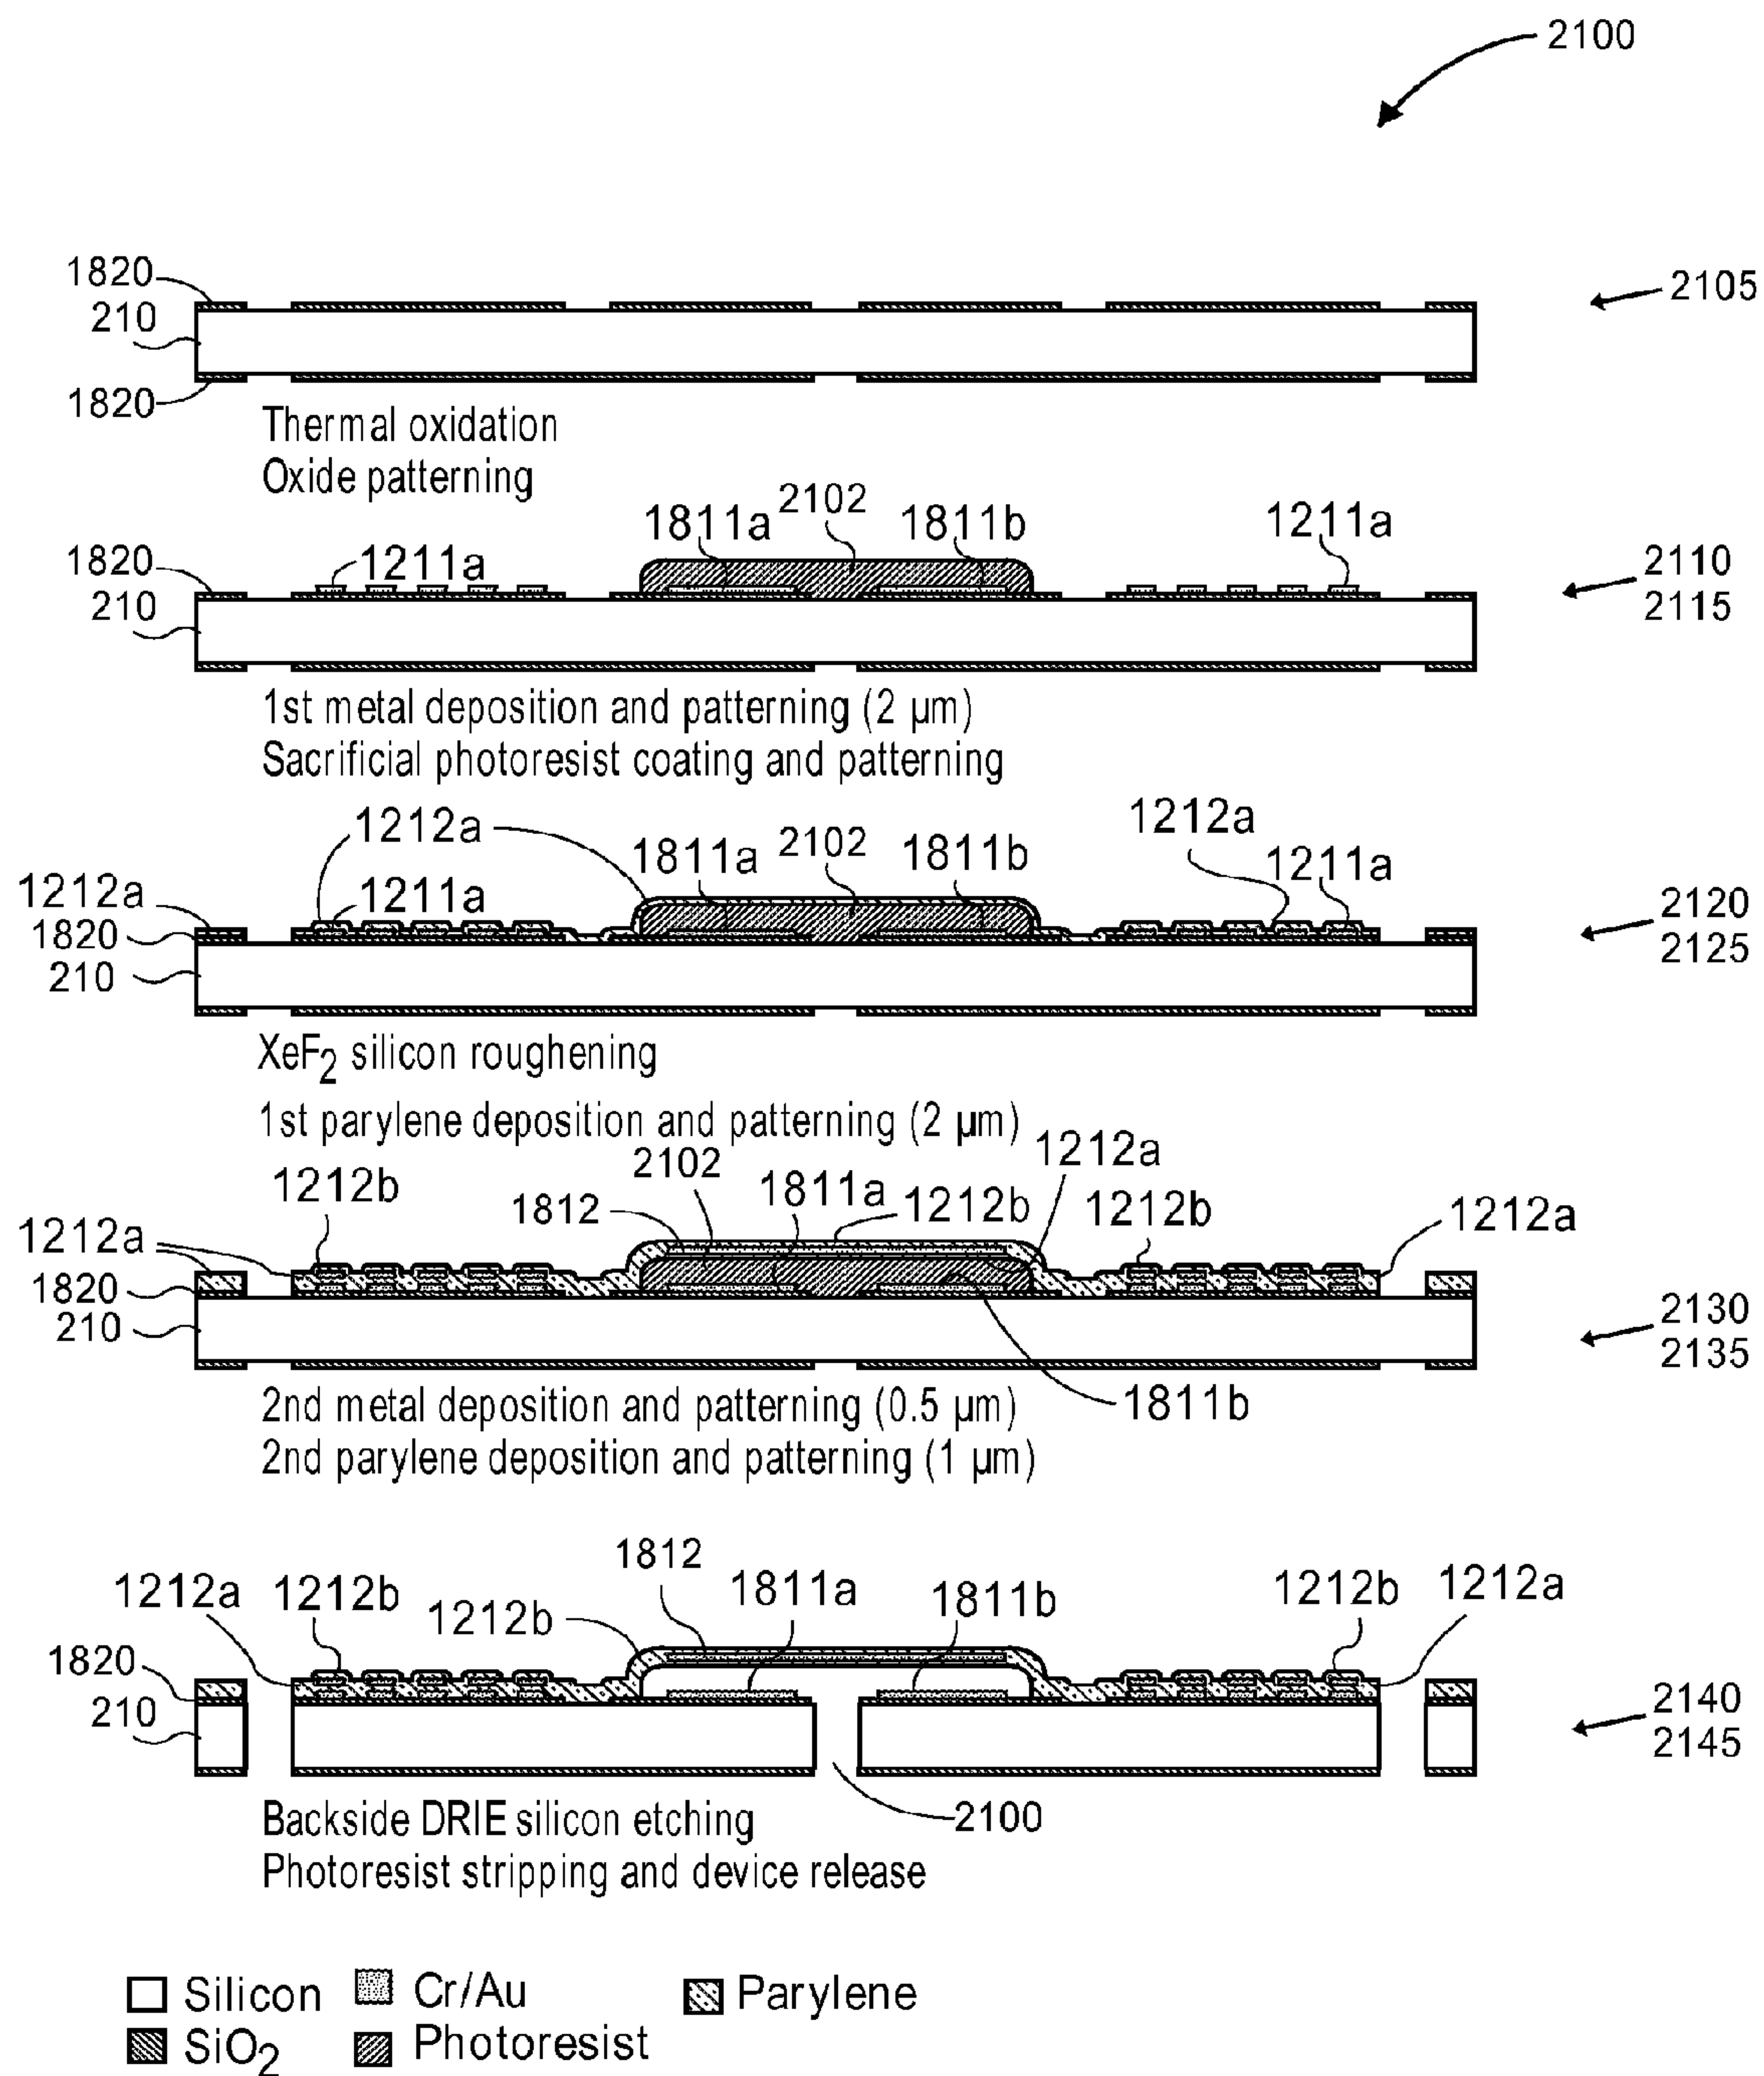 2100
1820
210
1820
2105
Thermal oxidation
Oxide patterning
1820
210
1211a
1811a
2102
1811b
1211a
2110
2115
1st metal deposition and patterning (2 µm)
Sacrificial photoresist coating and patterning
1212a
1820
210
1212a
1211a
1811a
2102
1811b
1212a
1211a
2120
2125
XeF2 silicon roughening
1st parylene deposition and patterning (2 µm)
1212a
1820
210
1212b
1812
2102
1811a
1212b
1212a
1212b
1212a
1811b
2130
2135
2nd metal deposition and patterning (0.5 µm)
2nd parylene deposition and patterning (1 µm)
1820
210
1212a
1212b
1212b
1812
1811a
1811b
1212b
1212a
2140
2145
2100
Backside DRIE silicon etching
Photoresist stripping and device release
Silicon
Cr/Au
Parylene
SiO2
Photoresist